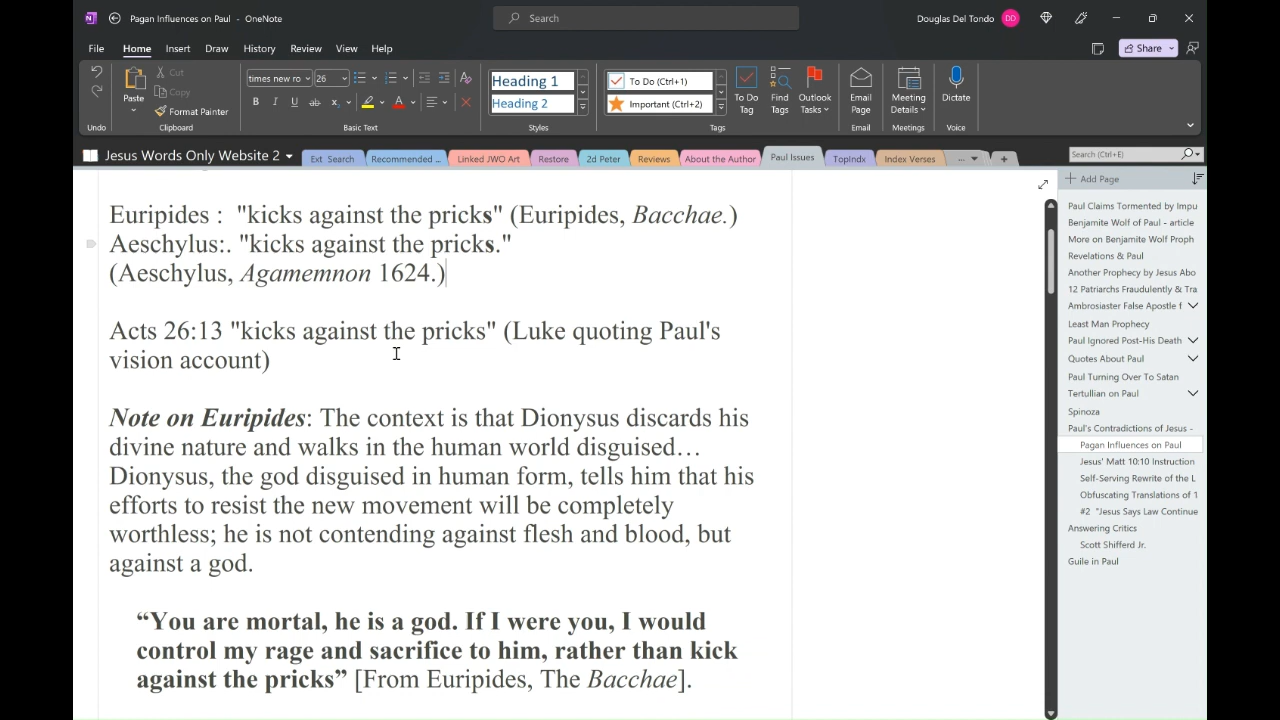 Pagan Influences on Paul - OneNote
Search
Douglas Del Tondo
DD
File Home Insert Draw History Review View Help
Share
Paste
Cut
Copy
Format Painter
times new ro 26
B I U ab x
Heading 1
Heading 2
To Do (Ctrl+1)
Important (Ctrl+2)
To Do Tag
Find Tags
Outlook Tasks
Email Page
Meeting Details
Dictate
Undo Clipboard Basic Text Styles Tags Email Meetings Voice
Jesus Words Only Website 2
Ext Search Recommended ... Linked JWO Art Restore 2d Peter Reviews About the Author Paul Issues TopIndx Index Verses ...
Search (Ctrl+E)
Euripides : "kicks against the pricks" (Euripides, Bacchae.)
Aeschylus:. "kicks against the pricks."
(Aeschylus, Agamemnon 1624.)
Acts 26:13 "kicks against the pricks" (Luke quoting Paul's
vision account)
Note on Euripides: The context is that Dionysus discards his
divine nature and walks in the human world disguised…
Dionysus, the god disguised in human form, tells him that his
efforts to resist the new movement will be completely
worthless; he is not contending against flesh and blood, but
against a god.
“You are mortal, he is a god. If I were you, I would
control my rage and sacrifice to him, rather than kick
against the pricks” [From Euripides, The Bacchae].
Add Page
Paul Claims Tormented by Impu
Benjamite Wolf of Paul - article
More on Benjamite Wolf Proph
Revelations & Paul
Another Prophecy by Jesus Abo
12 Patriarchs Fraudulently & Tra
Ambrosiaster False Apostle f
Least Man Prophecy
Paul Ignored Post-His Death
Quotes About Paul
Paul Turning Over To Satan
Tertullian on Paul
Spinoza
Paul's Contradictions of Jesus -
Pagan Influences on Paul
Jesus' Matt 10:10 Instruction
Self-Serving Rewrite of the L
Obfuscating Translations of 1
#2 "Jesus Says Law Continue
Answering Critics
Scott Shifferd Jr.
Guile in Paul